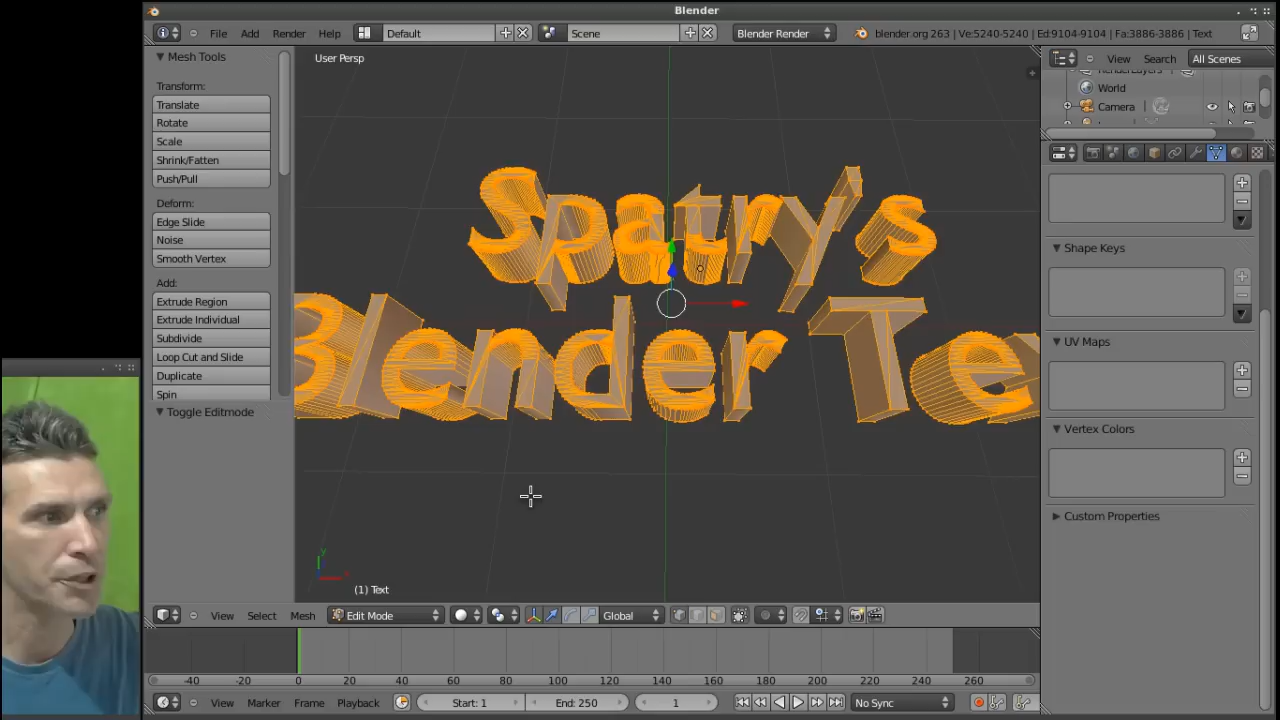 Blender
File Add Render Help Default Scene Blender Render blender.org 263 | Ve:5240-5240 | Ed:9104-9104 | Fa:3886-3886 | Text
Mesh Tools
Transform:
Translate
Rotate
Scale
Shrink/Fatten
Push/Pull
Deform:
Edge Slide
Noise
Smooth Vertex
Add:
Extrude Region
Extrude Individual
Subdivide
Loop Cut and Slide
Duplicate
Spin
Toggle Editmode
User Persp
Spatry's
Blender Te
y
x
(1) Text
View Search All Scenes
RenderLayers
World
Camera
Shape Keys
UV Maps
Vertex Colors
Custom Properties
View Select Mesh Edit Mode Global
-40 -20 0 20 40 60 80 100 120 140 160 180 200 220 240 260
View Marker Frame Playback Start: 1 End: 250 1 No Sync